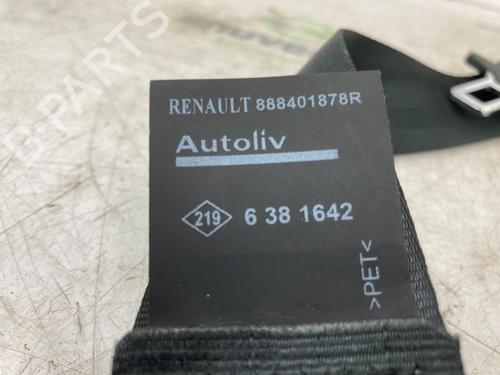 RENAULT 888401878R
Autoliv
219 6 38 1642
>PET<
B-PARTS